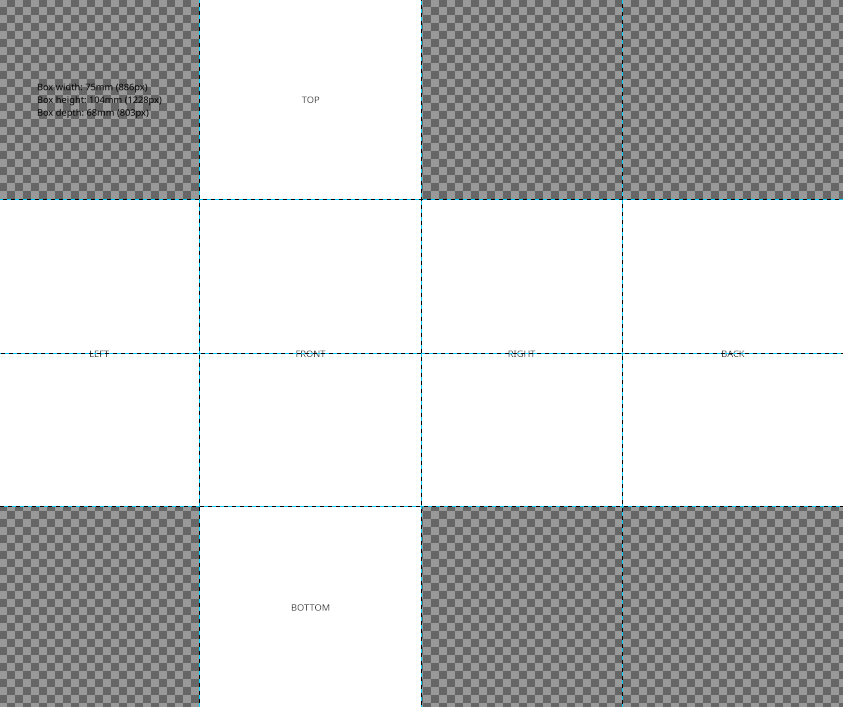 Box width: 75mm (886px)
Box height: 104mm (1228px)
Box depth: 68mm (803px)
TOP
LEFT
FRONT
RIGHT
BACK
BOTTOM